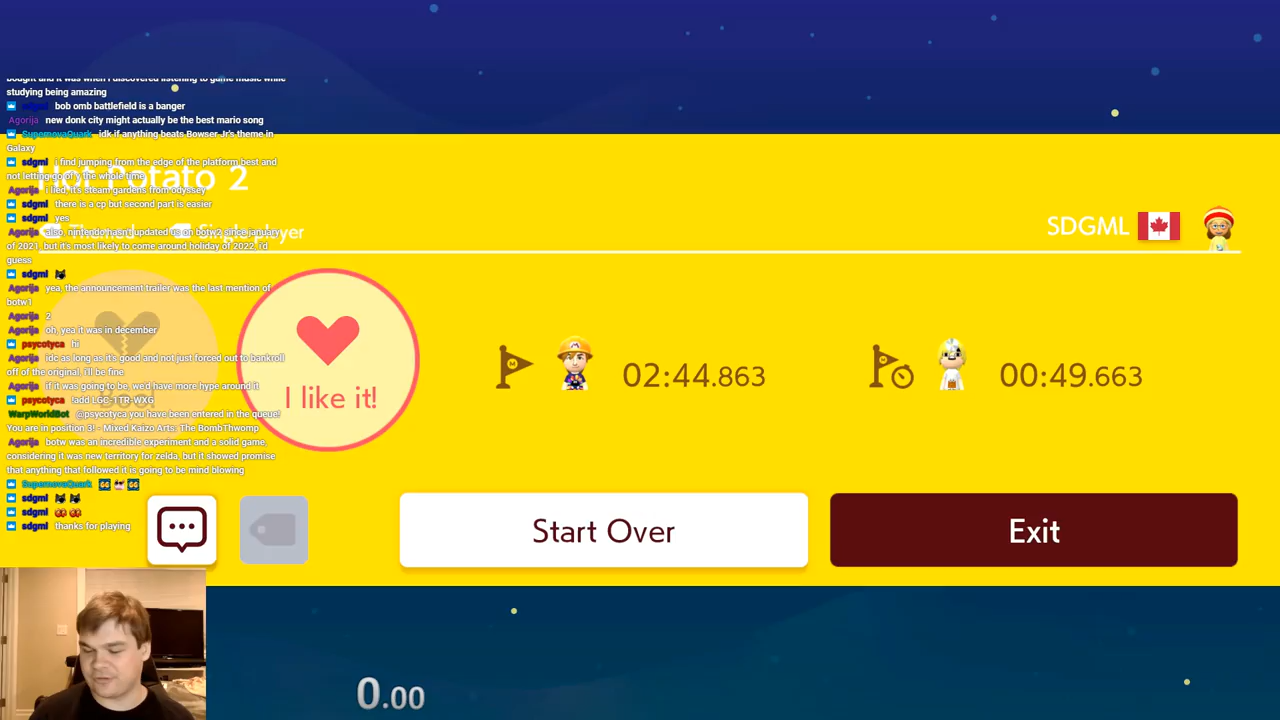 bought and it was when i discovered listening to game music while
studying being amazing
sdgml bob omb battlefield is a banger
Agorija new donk city might actually be the best mario song
SupernovaQuark idk if anything beats Bowser Jr's theme in
Galaxy
sdgml i find jumping from the edge of the platform best and
not letting go of y the whole time
Hot Potato 2
Agorija i lied, it's steam gardens from odyssey
sdgml there is a cp but second part is easier
sdgml yes
Agorija also, nintendo hasn't updated us on botw2 since january
of 2021, but it's most likely to come around holiday of 2022, i'd
guess
Themed Single player
SDGML
sdgml
Agorija yea, the announcement trailer was the last mention of
botw1
Agorija 2
Agorija oh, yea it was in december
psycotyca hi
Agorija idc as long as it's good and not just forced out to bankroll
off of the original, i'll be fine
Agorija if it was going to be, we'd have more hype around it
psycotyca !add LGC-1TR-WXG
WarpWorldBot @psycotyca you have been entered in the queue!
You are in position 3! - Mixed Kaizo Arts: The BombThwomp
Agorija botw was an incredible experiment and a solid game,
considering it was new territory for zelda, but it showed promise
that anything that followed it is going to be mind blowing
SupernovaQuark
sdgml
sdgml
sdgml thanks for playing
Boo!
I like it!
M
02:44.863
M
00:49.663
Start Over
Exit
0.00